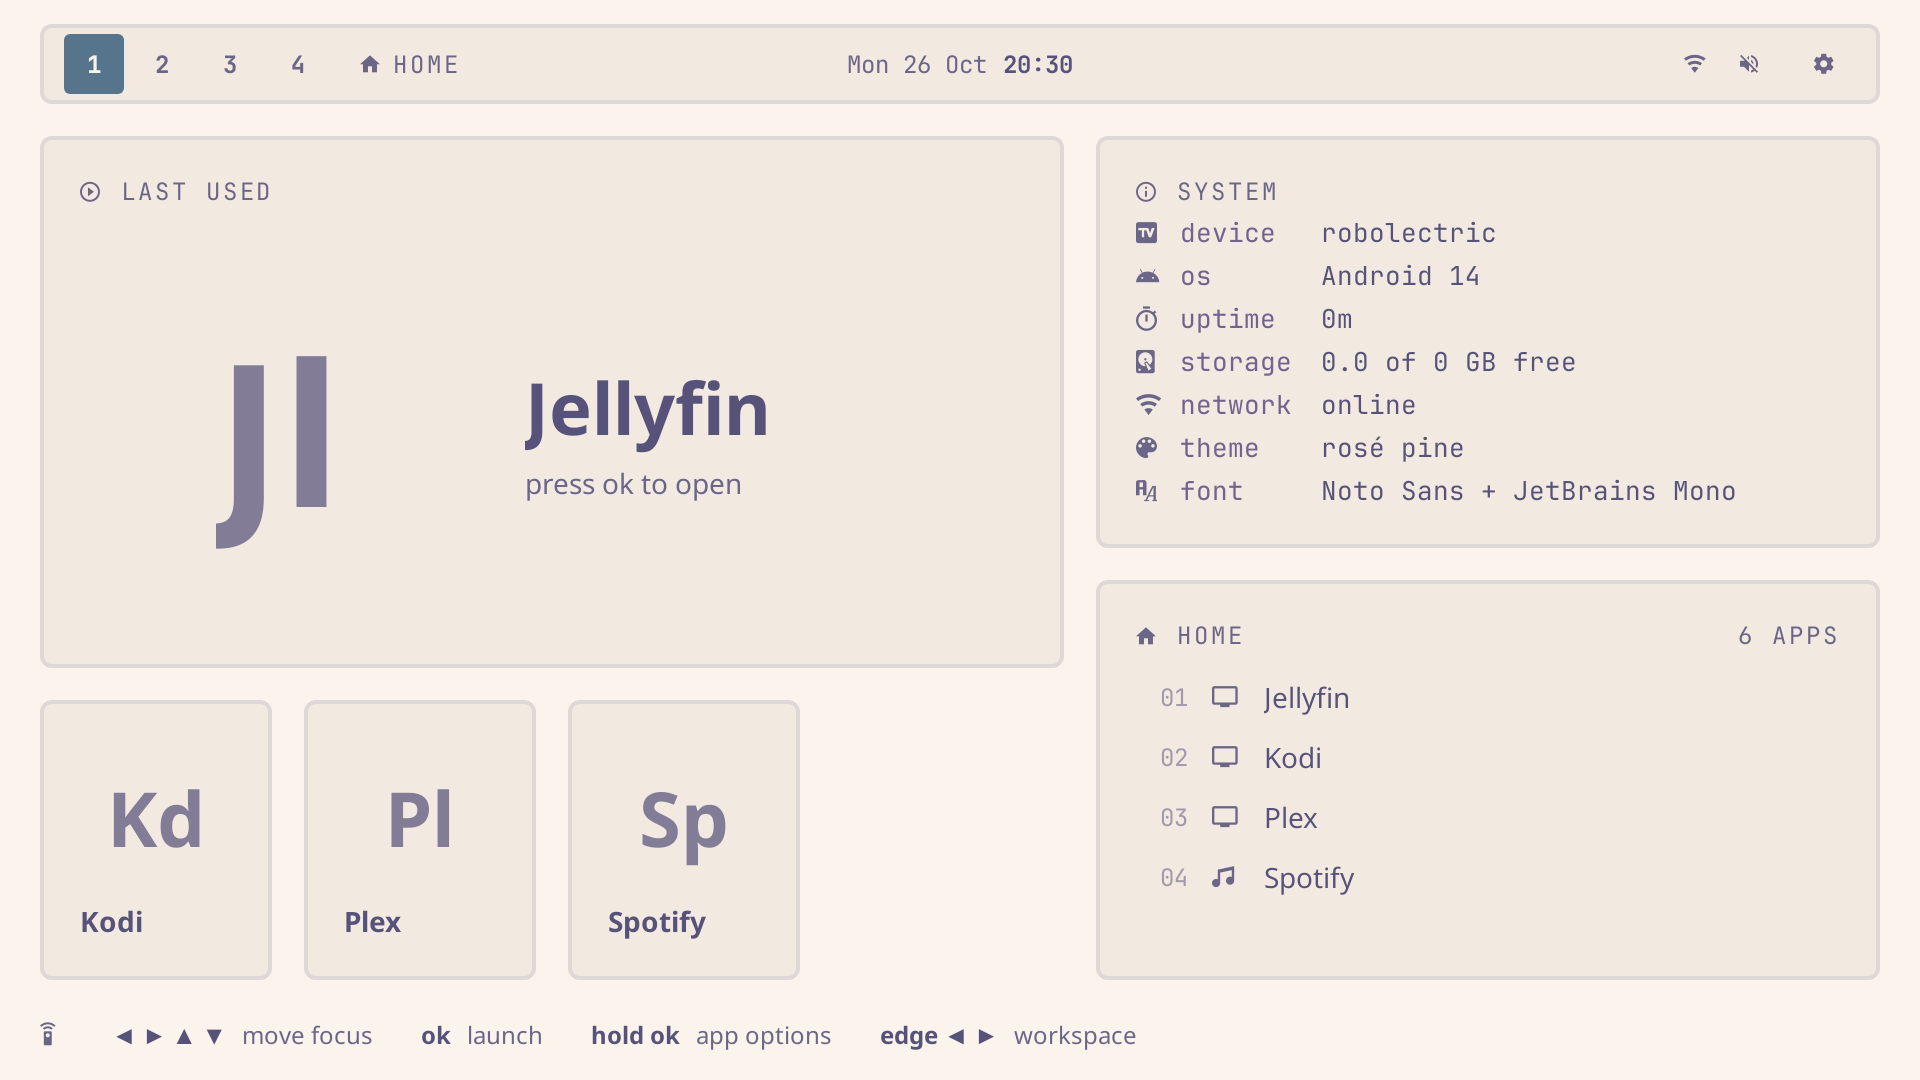 1 2 3 4 HOME Mon 26 Oct 20:30
LAST USED
Jl
Jellyfin
press ok to open
SYSTEM
TV device robolectric
os Android 14
uptime 0m
storage 0.0 of 0 GB free
network online
theme rosé pine
font Noto Sans + JetBrains Mono
Kd
Kodi
Pl
Plex
Sp
Spotify
HOME 6 APPS
01 Jellyfin
02 Kodi
03 Plex
04 Spotify
◀ ▶ ▲ ▼ move focus ok launch hold ok app options edge ◀ ▶ workspace